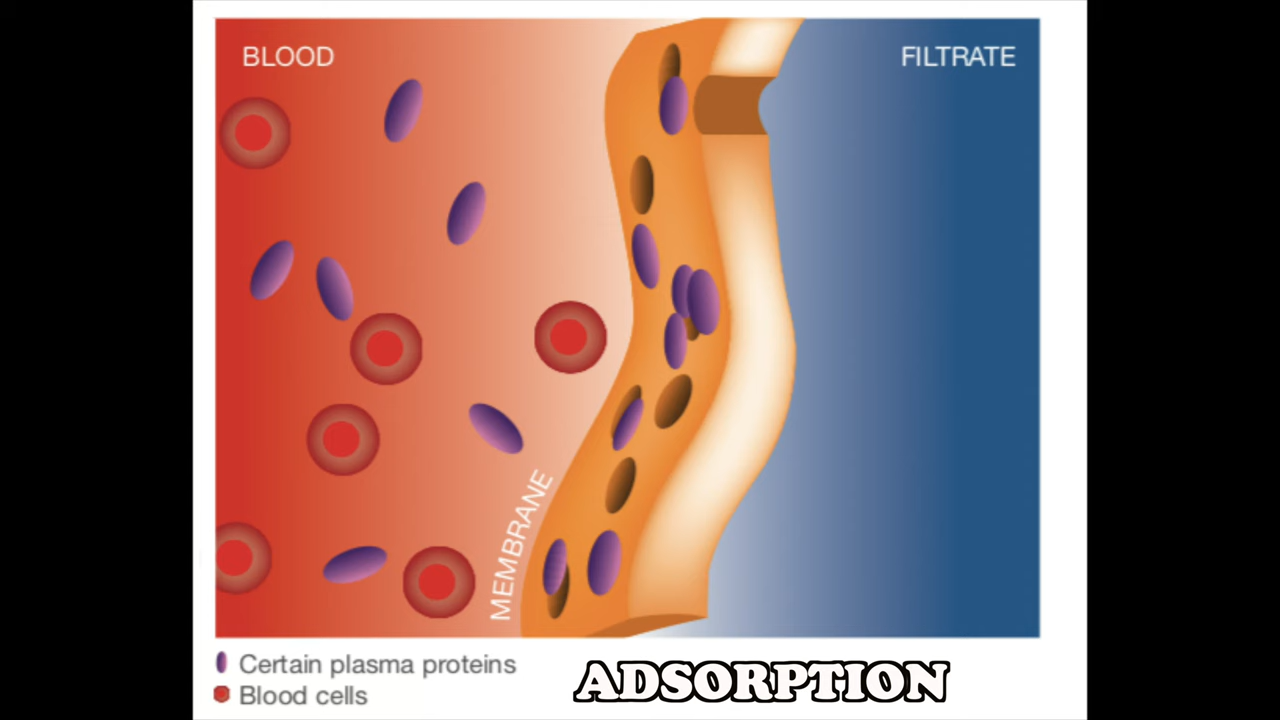 BLOOD
FILTRATE
MEMBRANE
Certain plasma proteins
Blood cells
ADSORPTION